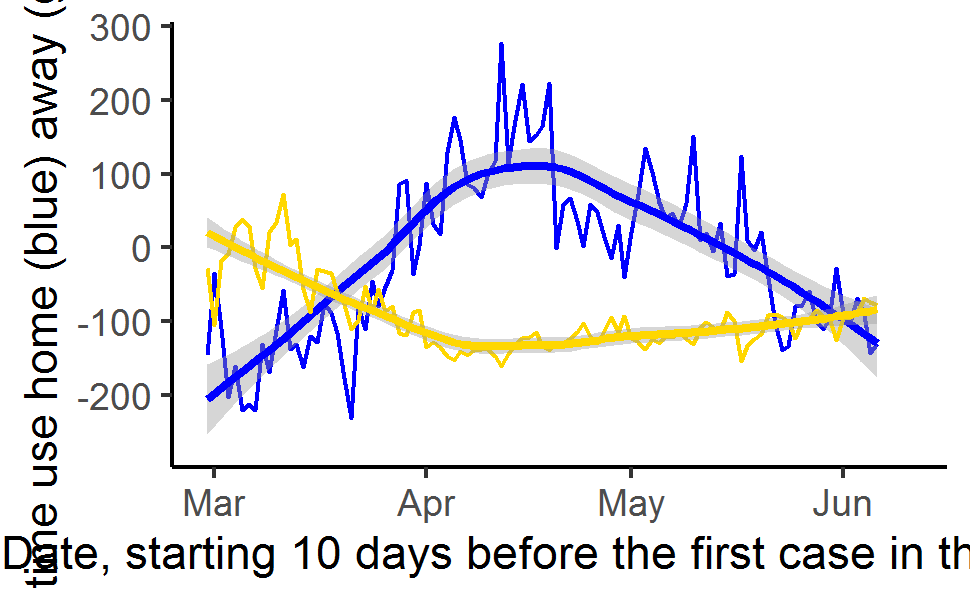 time use home (blue) away (
300
200
100
0
-100
-200
Mar Apr May Jun
Date, starting 10 days before the first case in th